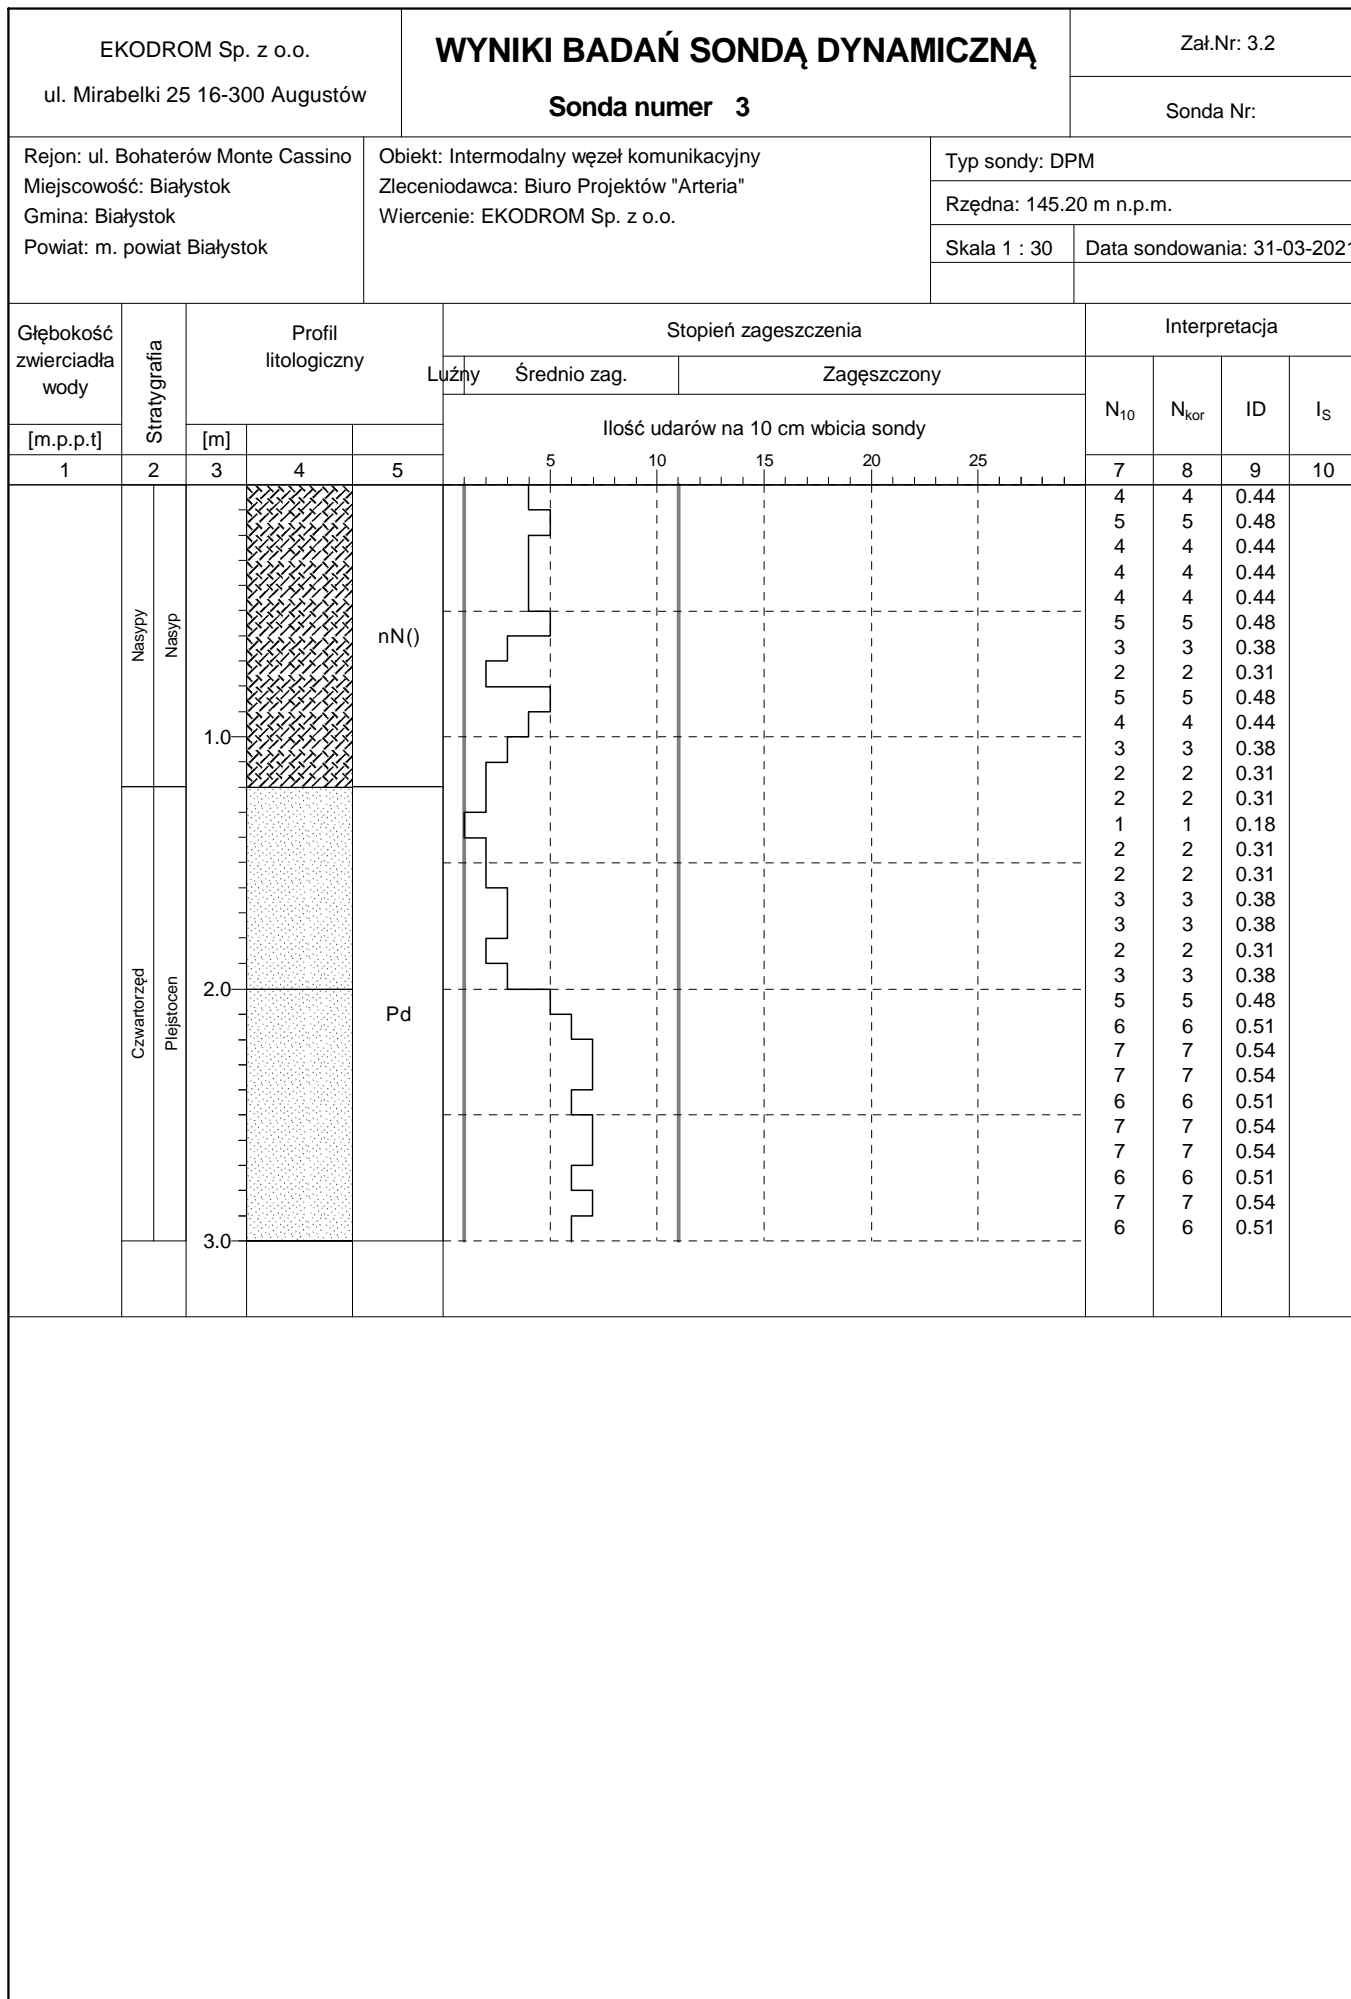 EKODROM Sp. z o.o.
ul. Mirabelki 25 16-300 Augustów
WYNIKI BADAŃ SONDĄ DYNAMICZNĄ
Sonda numer 3
Zał.Nr: 3.2
Sonda Nr:
Rejon: ul. Bohaterów Monte Cassino
Miejscowość: Białystok
Gmina: Białystok
Powiat: m. powiat Białystok
Obiekt: Intermodalny węzeł komunikacyjny
Zleceniodawca: Biuro Projektów "Arteria"
Wiercenie: EKODROM Sp. z o.o.
Typ sondy: DPM
Rzędna: 145.20 m n.p.m.
Skala 1 : 30
Data sondowania: 31-03-2021
Głębokość
zwierciadła
wody
[m.p.p.t]
Stratygrafia
Profil
litologiczny
[m]
Stopień zageszczenia
Luźny Średnio zag. Zagęszczony
Ilość udarów na 10 cm wbicia sondy
5 10 15 20 25
Interpretacja
N10 Nkor ID IS
1 2 3 4 5 7 8 9 10
Nasypy
Nasyp
nN()
1.0
Czwartorzęd
Plejstocen
2.0
Pd
3.0
4 4 0.44
5 5 0.48
4 4 0.44
4 4 0.44
4 4 0.44
5 5 0.48
3 3 0.38
2 2 0.31
5 5 0.48
4 4 0.44
3 3 0.38
2 2 0.31
2 2 0.31
1 1 0.18
2 2 0.31
2 2 0.31
3 3 0.38
3 3 0.38
2 2 0.31
3 3 0.38
5 5 0.48
6 6 0.51
7 7 0.54
7 7 0.54
6 6 0.51
7 7 0.54
7 7 0.54
6 6 0.51
7 7 0.54
6 6 0.51